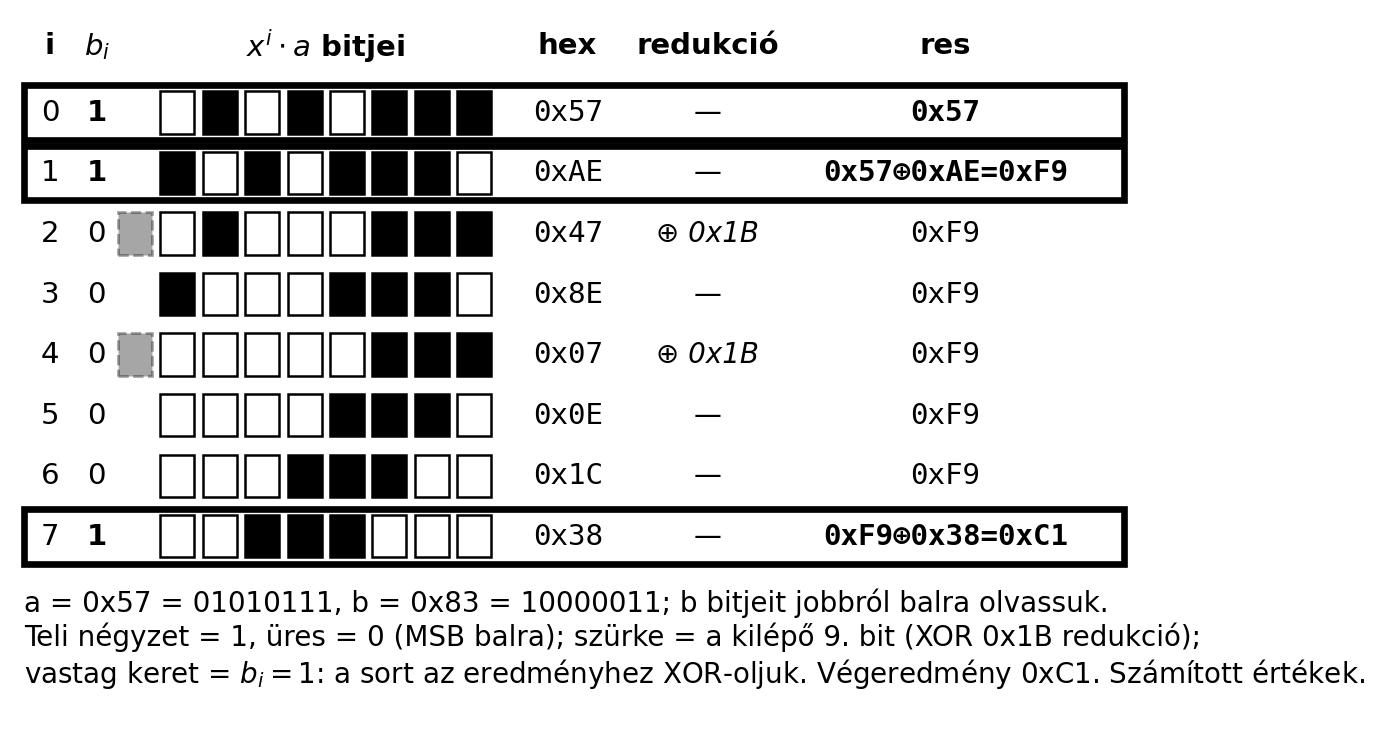 i b_i x^i · a bitjei hex redukció res
0 1 0x57 — 0x57
1 1 0xAE — 0x57⊕0xAE=0xF9
2 0 0x47 ⊕ 0x1B 0xF9
3 0 0x8E — 0xF9
4 0 0x07 ⊕ 0x1B 0xF9
5 0 0x0E — 0xF9
6 0 0x1C — 0xF9
7 1 0x38 — 0xF9⊕0x38=0xC1
a = 0x57 = 01010111, b = 0x83 = 10000011; b bitjeit jobbról balra olvassuk.
Teli négyzet = 1, üres = 0 (MSB balra); szürke = a kilépő 9. bit (XOR 0x1B redukció);
vastag keret = b_i = 1: a sort az eredményhez XOR-oljuk. Végeredmény 0xC1. Számított értékek.